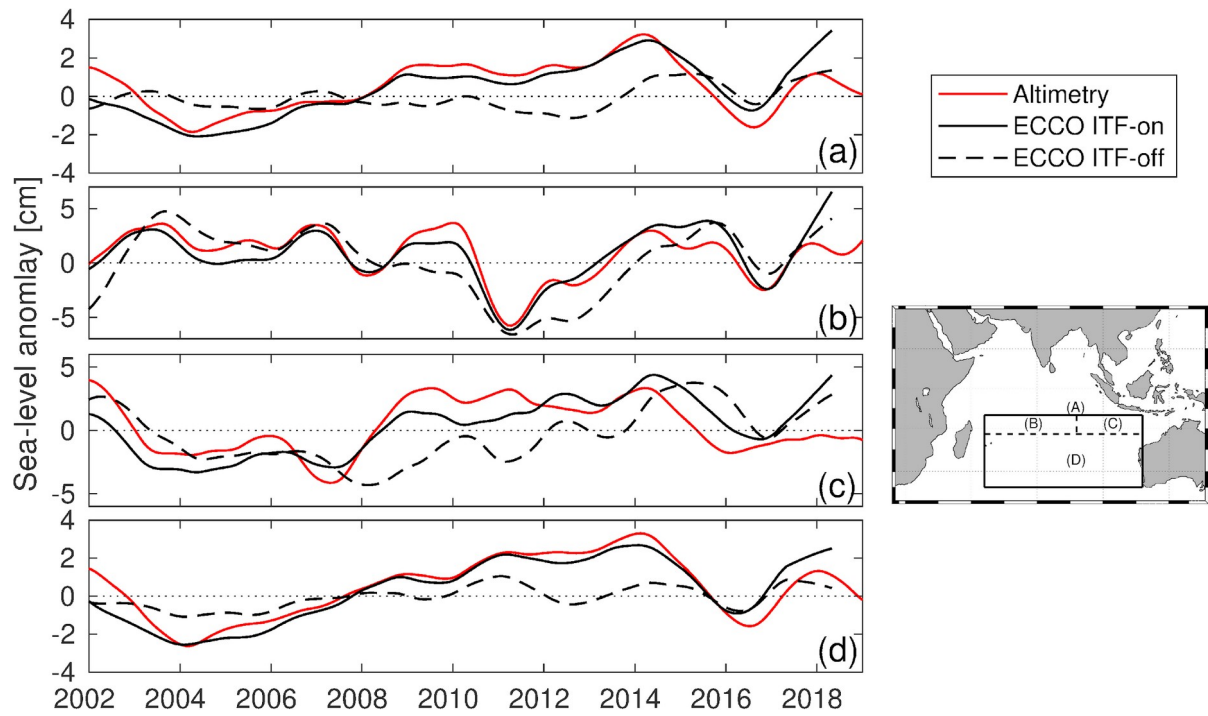 Sea-level anomlay [cm]
4
2
0
-2
-4
(a)
5
0
-5
(b)
5
0
-5
(c)
4
2
0
-2
-4
(d)
2002 2004 2006 2008 2010 2012 2014 2016 2018
Altimetry
ECCO ITF-on
ECCO ITF-off
(A)
(B) (C)
(D)